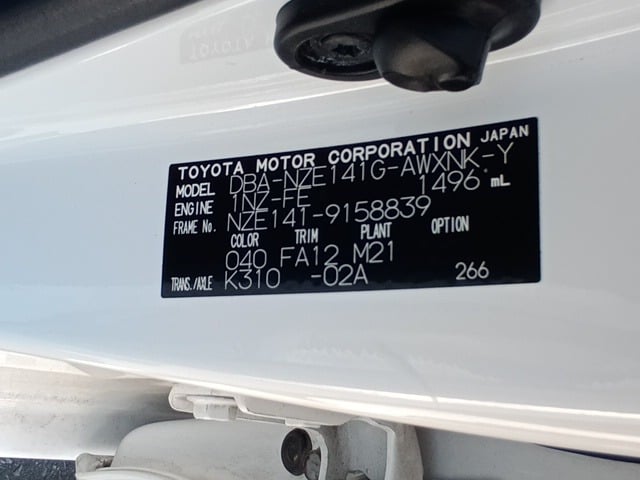 TOYOTA MOTOR CORPORATION JAPAN
MODEL DBA-NZE141G-AWXNK-Y
ENGINE 1NZ-FE 1496 mL
FRAME No. NZE141-9158839
COLOR TRIM PLANT OPTION
040 FA12 M21
TRANS./AXLE K310 -02A 266